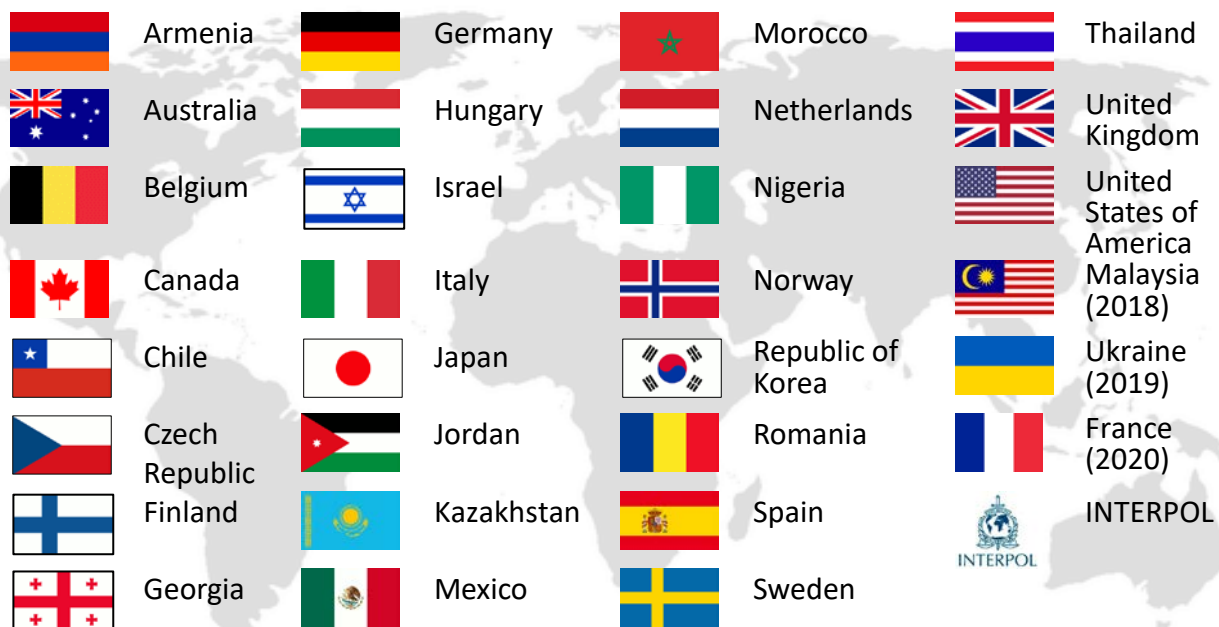 Armenia
Australia
Belgium
Canada
Chile
Czech
Republic
Finland
Georgia
Germany
Hungary
Israel
Italy
Japan
Jordan
Kazakhstan
Mexico
Morocco
Netherlands
Nigeria
Norway
Republic of
Korea
Romania
Spain
Sweden
Thailand
United
Kingdom
United
States of
America
Malaysia
(2018)
Ukraine
(2019)
France
(2020)
INTERPOL
INTERPOL